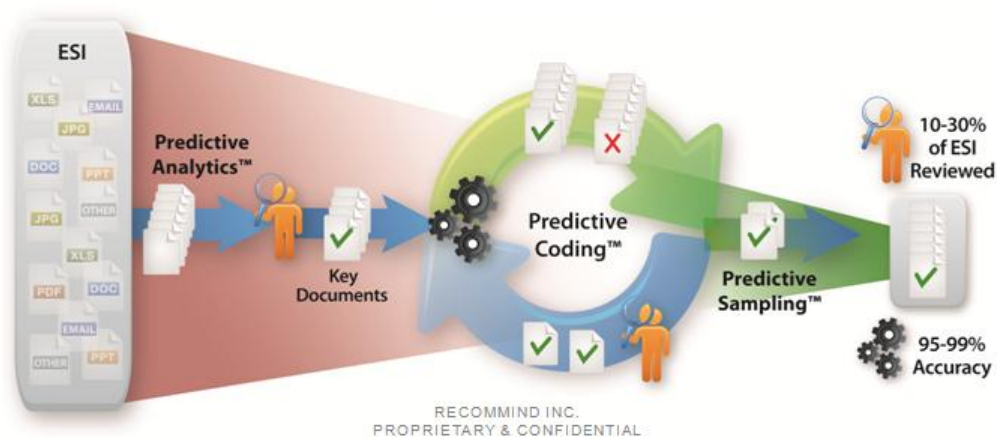 ESI
XLS
EMAIL
JPG
DOC
PPT
JPG
OTHER
XLS
PDF
DOC
EMAIL
OTHER
PPT
Predictive
Analytics™
Key
Documents
Predictive
Coding™
Predictive
Sampling™
10-30%
of ESI
Reviewed
95-99%
Accuracy
RECOMMIND INC.
PROPRIETARY & CONFIDENTIAL